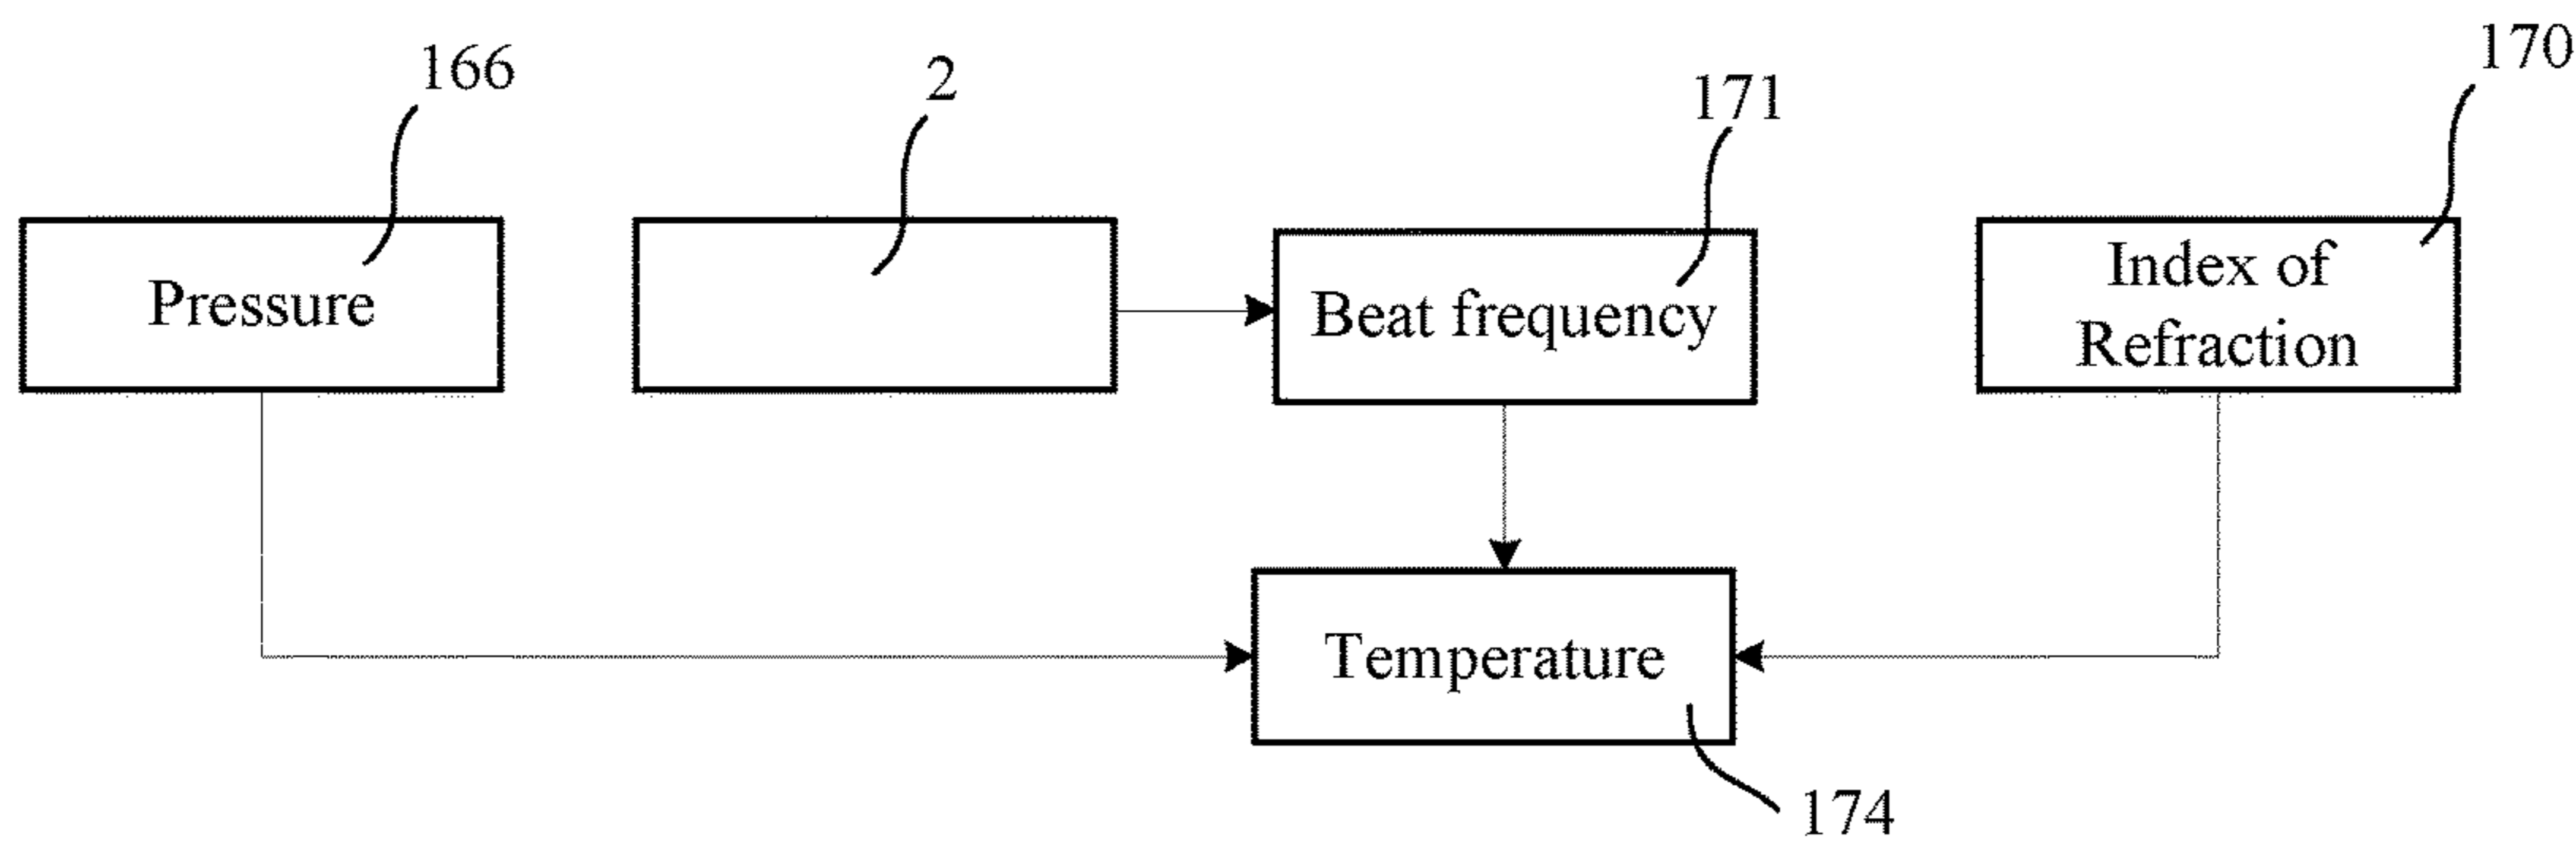 166
2
171
170
Pressure
Beat frequency
Index of
Refraction
Temperature
174